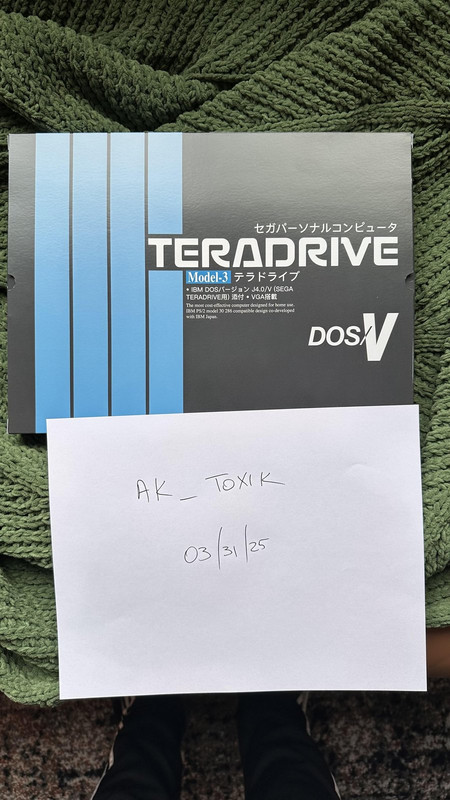 セガパーソナルコンピュータ
TERADRIVE
Model-3 テラドライブ
• IBM DOSバージョン J4.0/V (SEGA
TERADRIVE用) 添付 • VGA搭載
The most cost-effective computer designed for home use.
IBM PS/2 model 30 286 compatible design co-developed
with IBM Japan.
DOS/V
AK_TOXIK
03/31/25